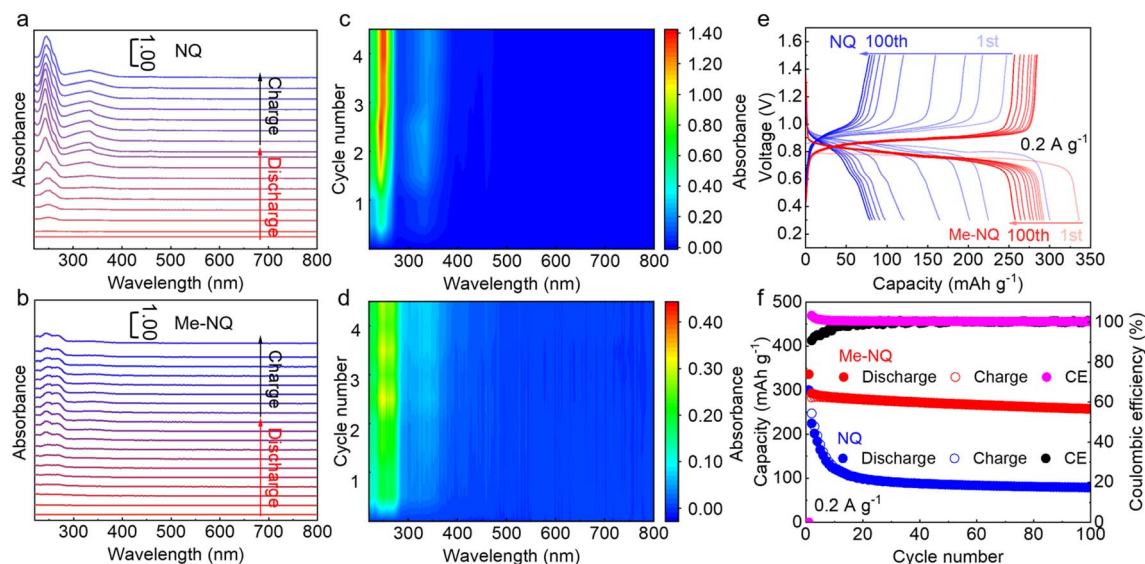 a
1.00
NQ
Charge
Discharge
Absorbance
300 400 500 600 700 800
Wavelength (nm)
c
Cycle number
4
3
2
1
300 400 500 600 700 800
Wavelength (nm)
1.40
1.20
1.00
0.80
0.60
0.40
0.20
0.00
Absorbance
e
NQ 100th 1st
0.2 A g⁻¹
Me-NQ 100th 1st
Voltage (V)
1.6
1.4
1.2
1.0
0.8
0.6
0.4
0.2
0 50 100 150 200 250 300 350
Capacity (mAh g⁻¹)
b
1.00
Me-NQ
Charge
Discharge
Absorbance
300 400 500 600 700 800
Wavelength (nm)
d
Cycle number
4
3
2
1
300 400 500 600 700 800
Wavelength (nm)
0.40
0.30
0.20
0.10
0.00
Absorbance
f
Capacity (mAh g⁻¹)
500
400
300
200
100
0
Me-NQ
Discharge Charge CE
NQ
Discharge Charge CE
0.2 A g⁻¹
100
80
60
40
20
0
Coulombic efficiency (%)
0 20 40 60 80 100
Cycle number